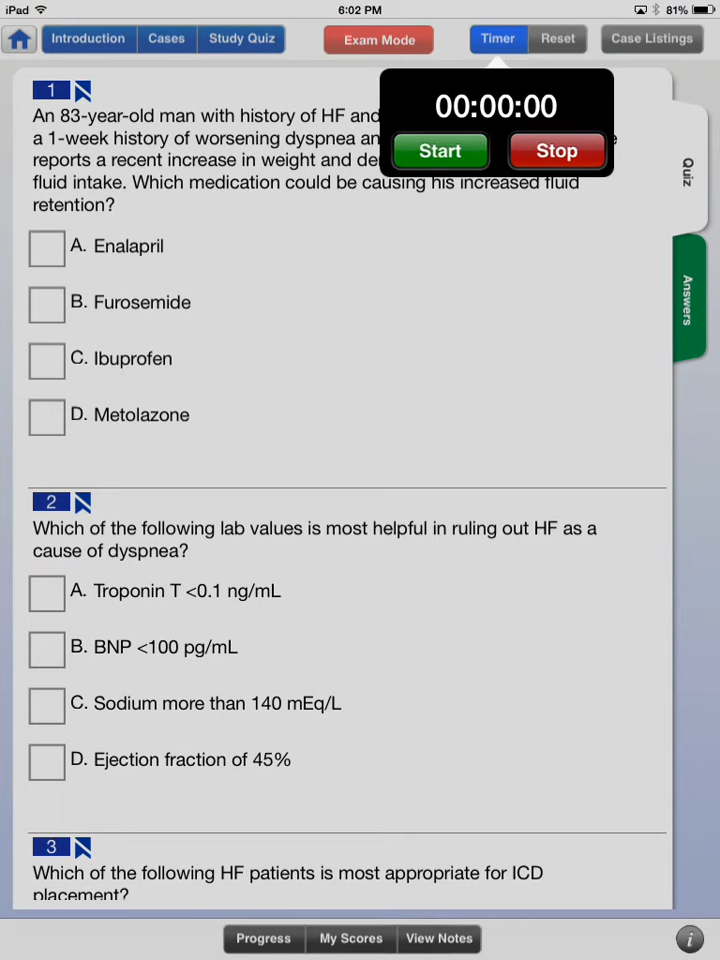 iPad 6:02 PM 81%
Introduction Cases Study Quiz Exam Mode Timer Reset Case Listings
00:00:00
Start Stop
Quiz
Answers
1
An 83-year-old man with history of HF and
a 1-week history of worsening dyspnea an
reports a recent increase in weight and de
fluid intake. Which medication could be causing his increased fluid
retention?
A. Enalapril
B. Furosemide
C. Ibuprofen
D. Metolazone
2
Which of the following lab values is most helpful in ruling out HF as a
cause of dyspnea?
A. Troponin T <0.1 ng/mL
B. BNP <100 pg/mL
C. Sodium more than 140 mEq/L
D. Ejection fraction of 45%
3
Which of the following HF patients is most appropriate for ICD
placement?
Progress My Scores View Notes i